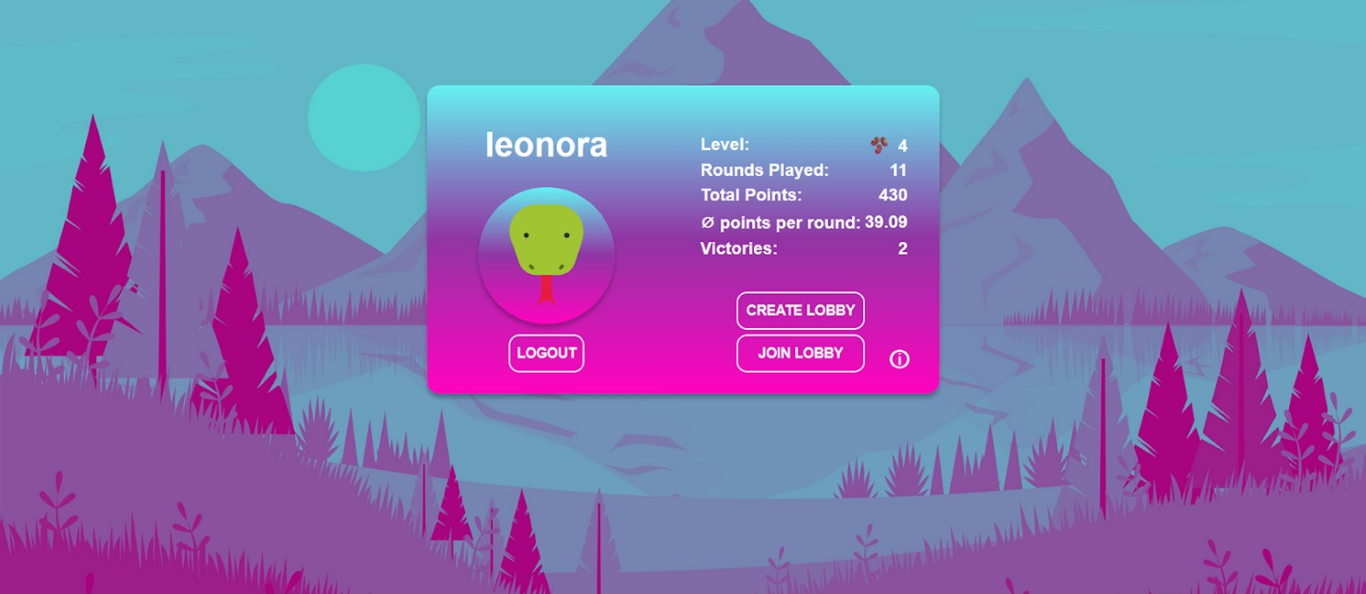 leonora
LOGOUT
Level: 4
Rounds Played: 11
Total Points: 430
Ø points per round: 39.09
Victories: 2
CREATE LOBBY
JOIN LOBBY